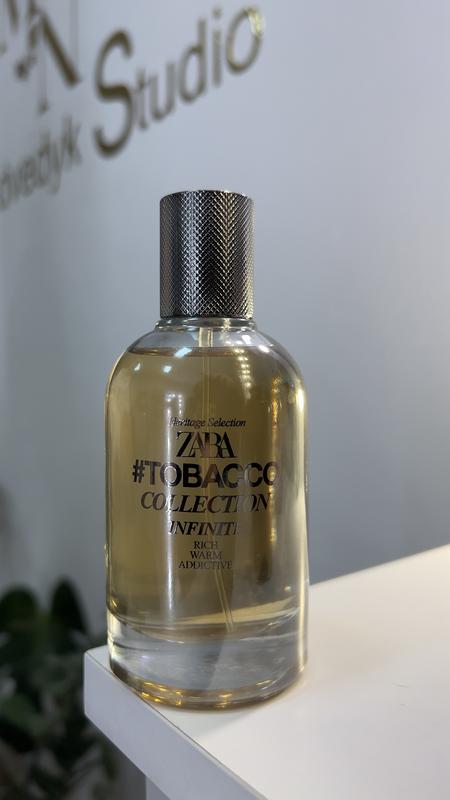 Studio
Heritage Selection
ZARA
#TOBACCO
COLLECTION
INFINITE
RICH
WARM
ADDICTIVE